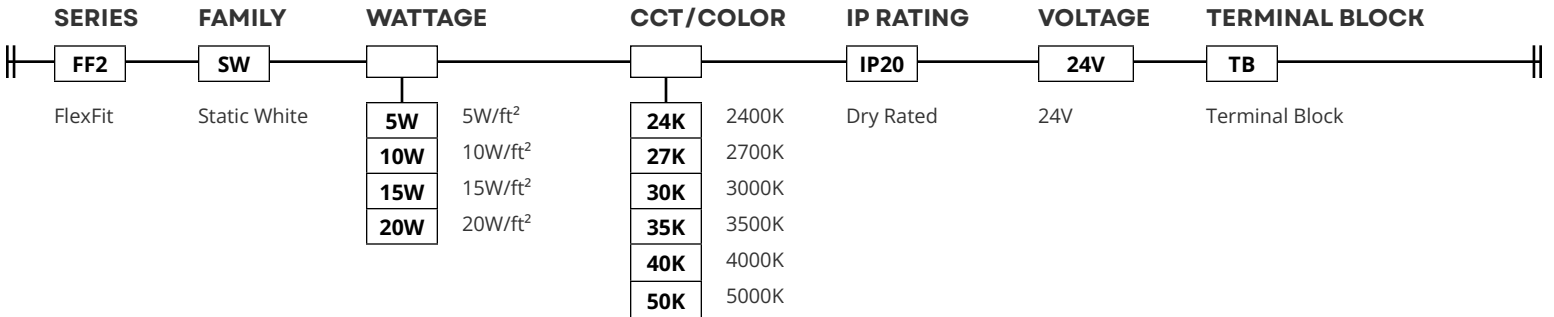 SERIES FAMILY WATTAGE CCT/COLOR IP RATING VOLTAGE TERMINAL BLOCK
FF2 SW IP20 24V TB
FlexFit Static White 5W 5W/ft² 24K 2400K Dry Rated 24V Terminal Block
10W 10W/ft² 27K 2700K
15W 15W/ft² 30K 3000K
20W 20W/ft² 35K 3500K
40K 4000K
50K 5000K